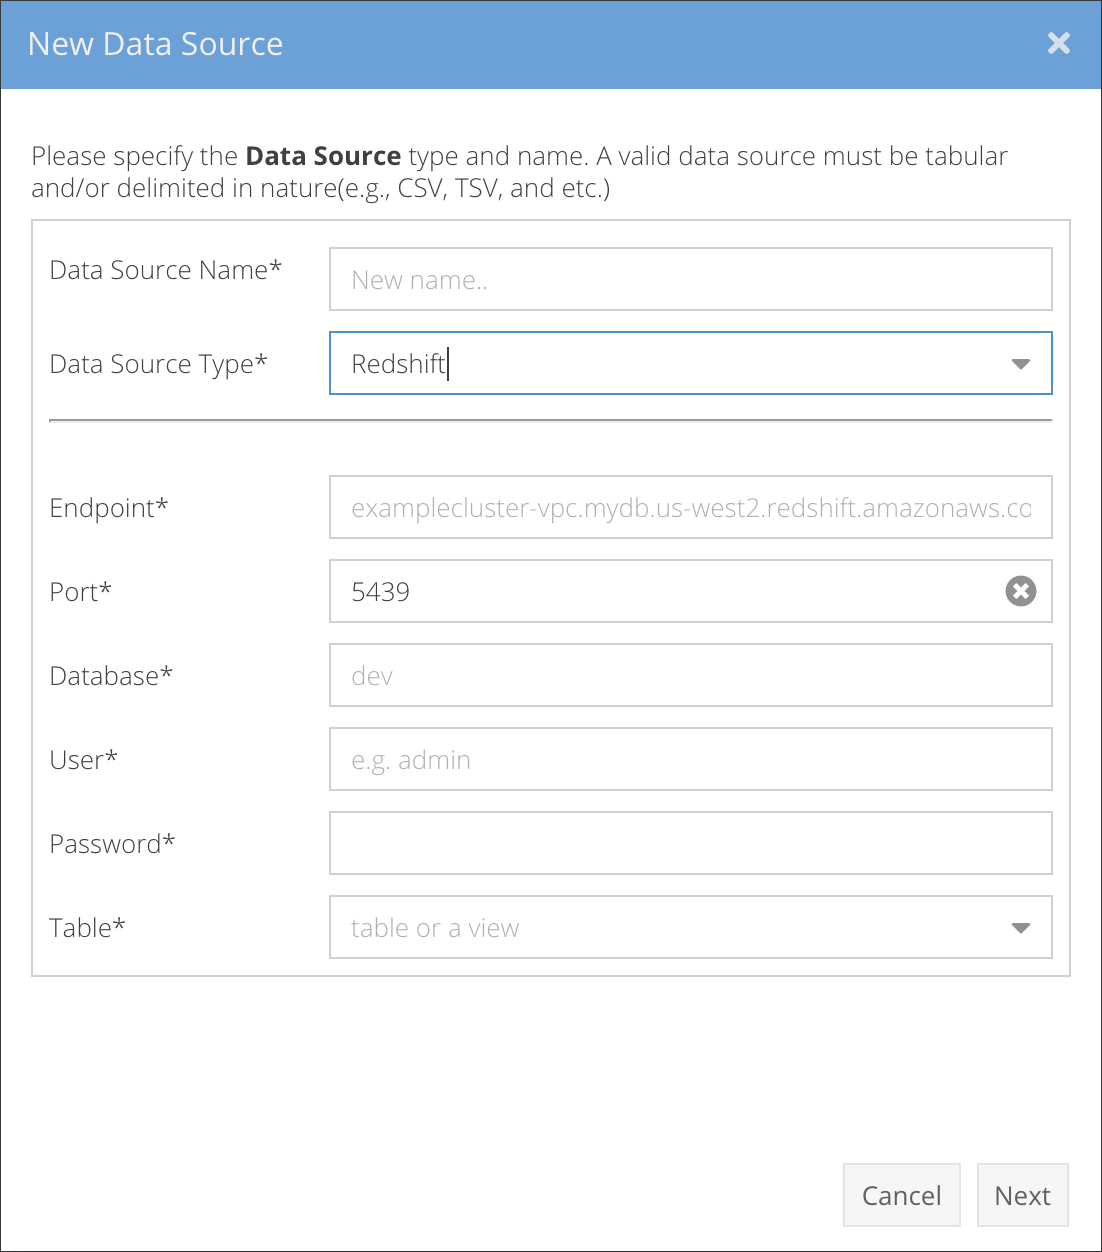 New Data Source
Please specify the Data Source type and name. A valid data source must be tabular
and/or delimited in nature(e.g., CSV, TSV, and etc.)
Data Source Name*
New name..
Data Source Type*
Redshift
Endpoint*
examplecluster-vpc.mydb.us-west2.redshift.amazonaws.co
Port*
5439
Database*
dev
User*
e.g. admin
Password*
Table*
table or a view
Cancel
Next